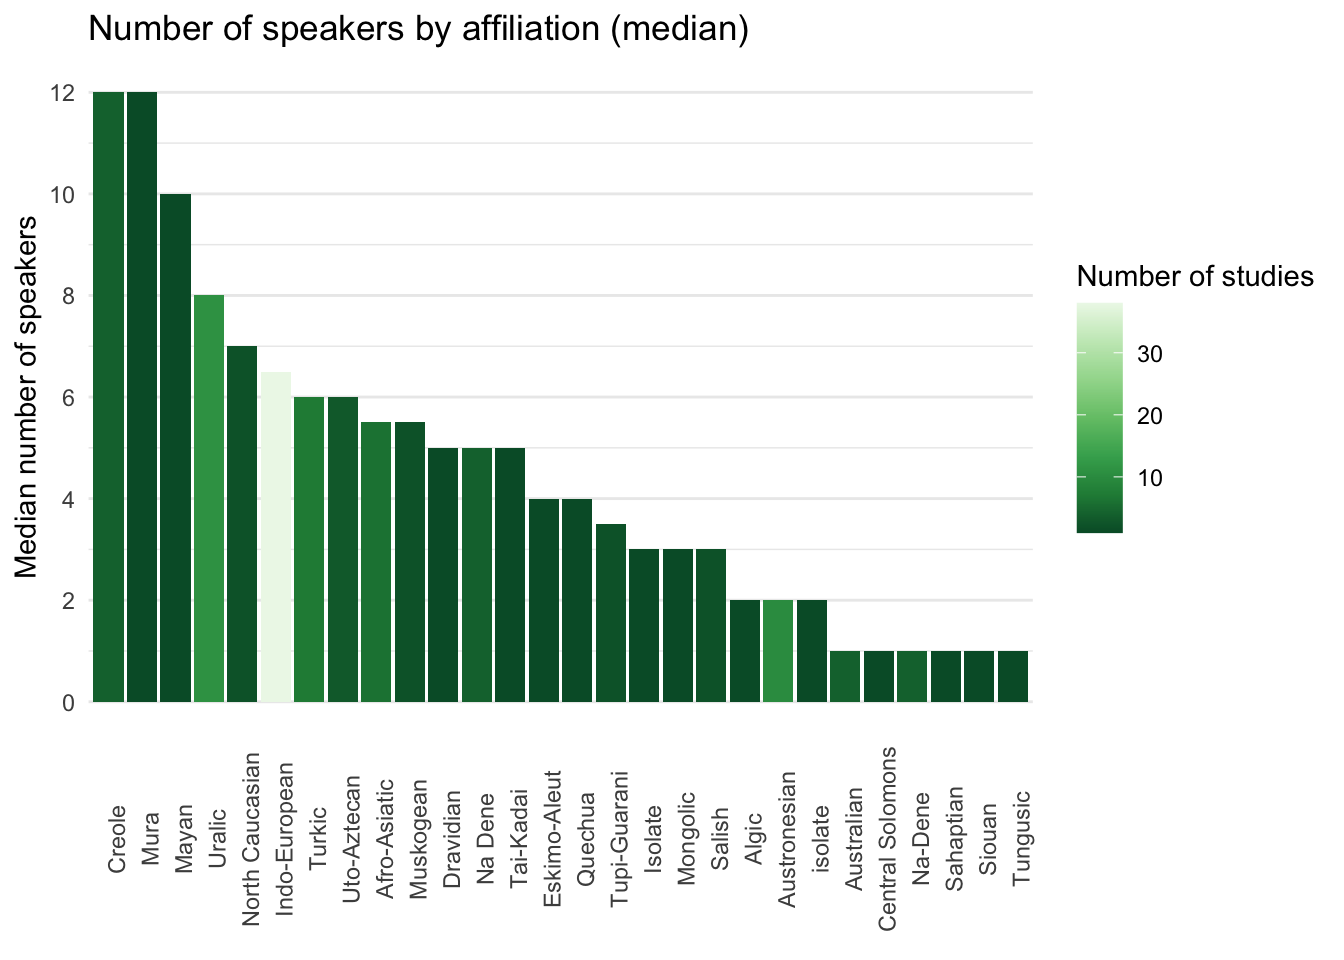 Number of speakers by affiliation (median)
Median number of speakers
12
10
8
6
4
2
0
Creole
Mura
Mayan
Uralic
North Caucasian
Indo-European
Turkic
Uto-Aztecan
Afro-Asiatic
Muskogean
Dravidian
Na Dene
Tai-Kadai
Eskimo-Aleut
Quechua
Tupi-Guarani
Isolate
Mongolic
Salish
Algic
Austronesian
isolate
Australian
Central Solomons
Na-Dene
Sahaptian
Siouan
Tungusic
Number of studies
30
20
10